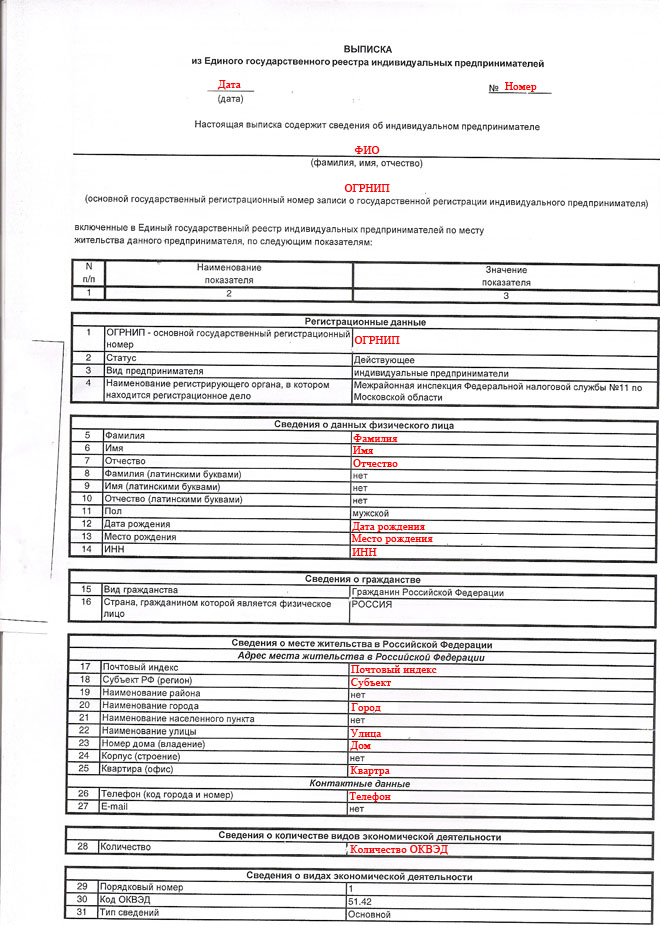 ВЫПИСКА
из Единого государственного реестра индивидуальных предпринимателей
Дата № Номер
(дата)
Настоящая выписка содержит сведения об индивидуальном предпринимателе
ФИО
(фамилия, имя, отчество)
ОГРНИП
(основной государственный регистрационный номер записи о государственной регистрации индивидуального предпринимателя)
включенные в Единый государственный реестр индивидуальных предпринимателей по месту
жительства данного предпринимателя, по следующим показателям:
N п/п Наименование показателя Значение показателя
1 2 3
Регистрационные данные
1 ОГРНИП - основной государственный регистрационный номер ОГРНИП
2 Статус Действующее
3 Вид предпринимателя индивидуальные предприниматели
4 Наименование регистрирующего органа, в котором находится регистрационное дело Межрайонная инспекция Федеральной налоговой службы №11 по Московской области
Сведения о данных физического лица
5 Фамилия Фамилия
6 Имя Имя
7 Отчество Отчество
8 Фамилия (латинскими буквами) нет
9 Имя (латинскими буквами) нет
10 Отчество (латинскими буквами) нет
11 Пол мужской
12 Дата рождения Дата рождения
13 Место рождения Место рождения
14 ИНН ИНН
Сведения о гражданстве
15 Вид гражданства Гражданин Российской Федерации
16 Страна, гражданином которой является физическое лицо РОССИЯ
Сведения о месте жительства в Российской Федерации
Адрес места жительства в Российской Федерации
17 Почтовый индекс Почтовый индекс
18 Субъект РФ (регион) Субъект
19 Наименование района нет
20 Наименование города Город
21 Наименование населенного пункта нет
22 Наименование улицы Улица
23 Номер дома (владение) Дом
24 Корпус (строение) нет
25 Квартира (офис) Квартра
Контактные данные
26 Телефон (код города и номер) Телефон
27 E-mail нет
Сведения о количестве видов экономической деятельности
28 Количество Количество ОКВЭД
Сведения о видах экономической деятельности
29 Порядковый номер 1
30 Код ОКВЭД 51.42
31 Тип сведений Основной